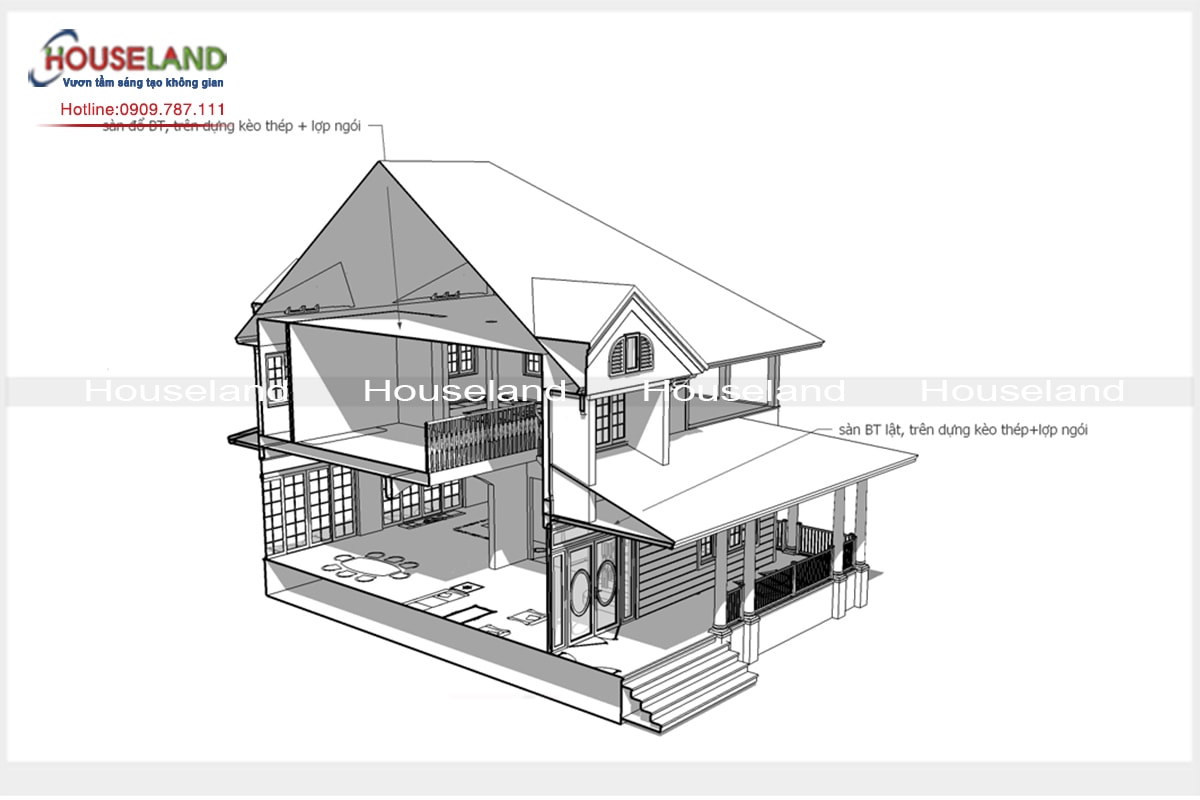 HOUSELAND
Vươn tầm sáng tạo không gian
Hotline:0909.787.111
sàn đổ BT, trên dựng kèo thép + lợp ngói
Houseland Houseland Houseland Houseland
sàn BT lật, trên dựng kèo thép+lợp ngói